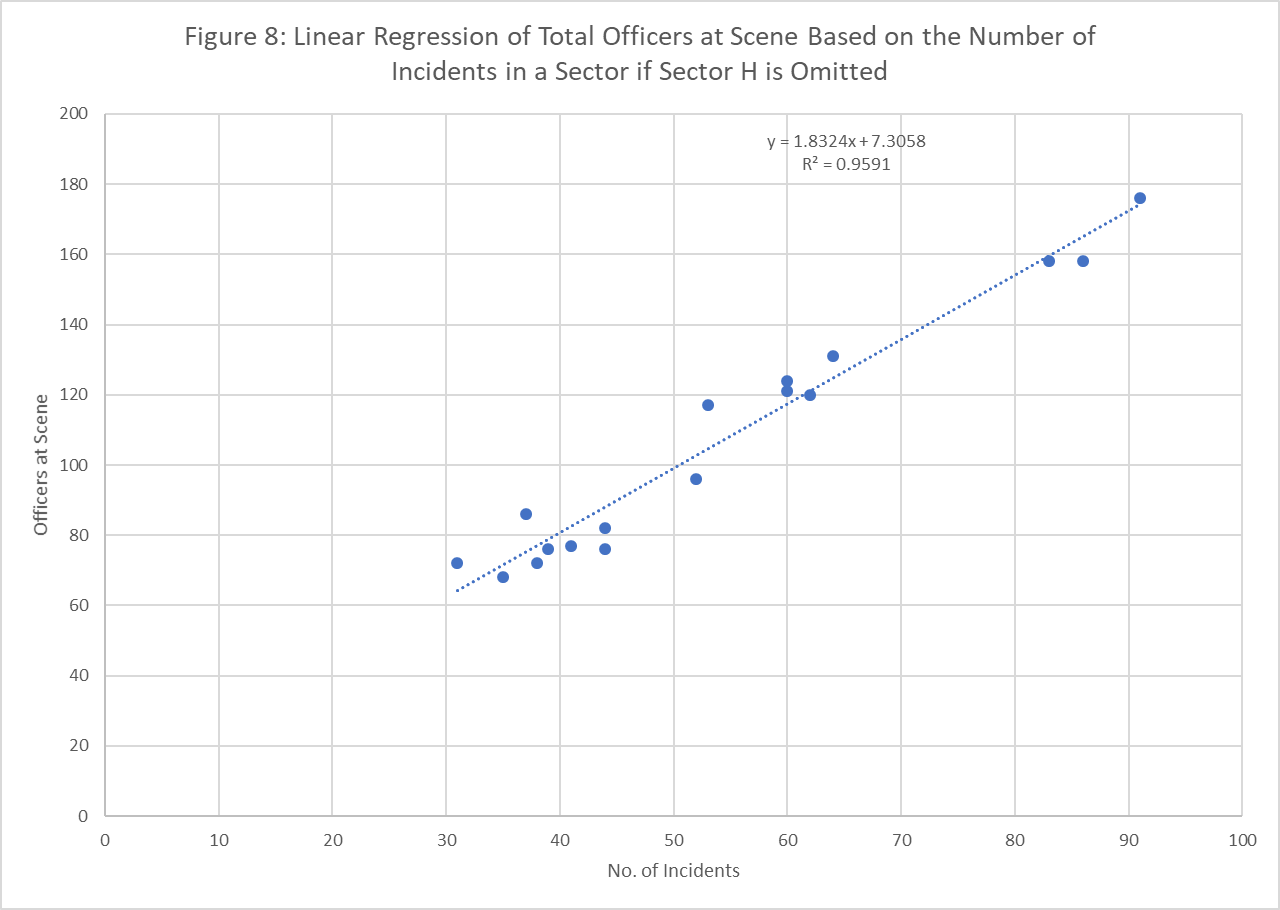 Figure 8: Linear Regression of Total Officers at Scene Based on the Number of
Incidents in a Sector if Sector H is Omitted
200
180
160
140
120
100
80
60
40
20
0
y = 1.8324x + 7.3058
R² = 0.9591
Officers at Scene
0 10 20 30 40 50 60 70 80 90 100
No. of Incidents